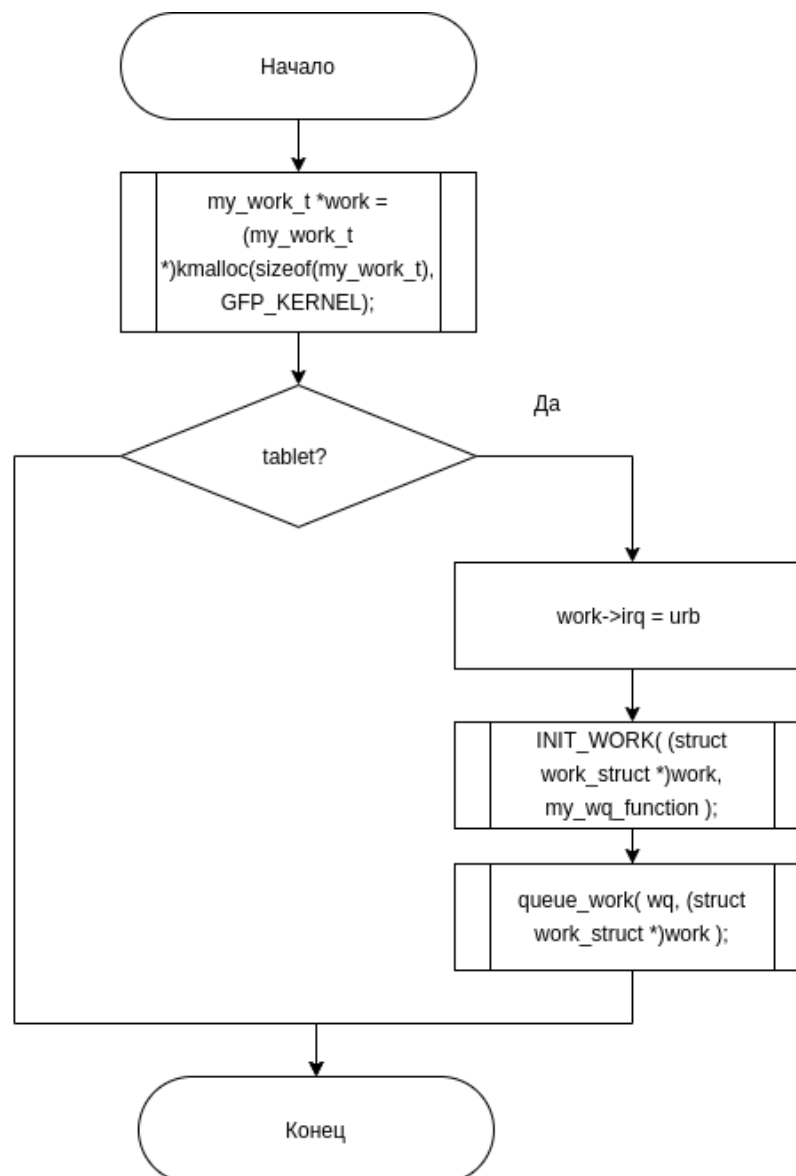 Начало
my_work_t *work =
(my_work_t
*)kmalloc(sizeof(my_work_t),
GFP_KERNEL);
tablet?
Да
work->irq = urb
INIT_WORK( (struct
work_struct *)work,
my_wq_function );
queue_work( wq, (struct
work_struct *)work );
Конец